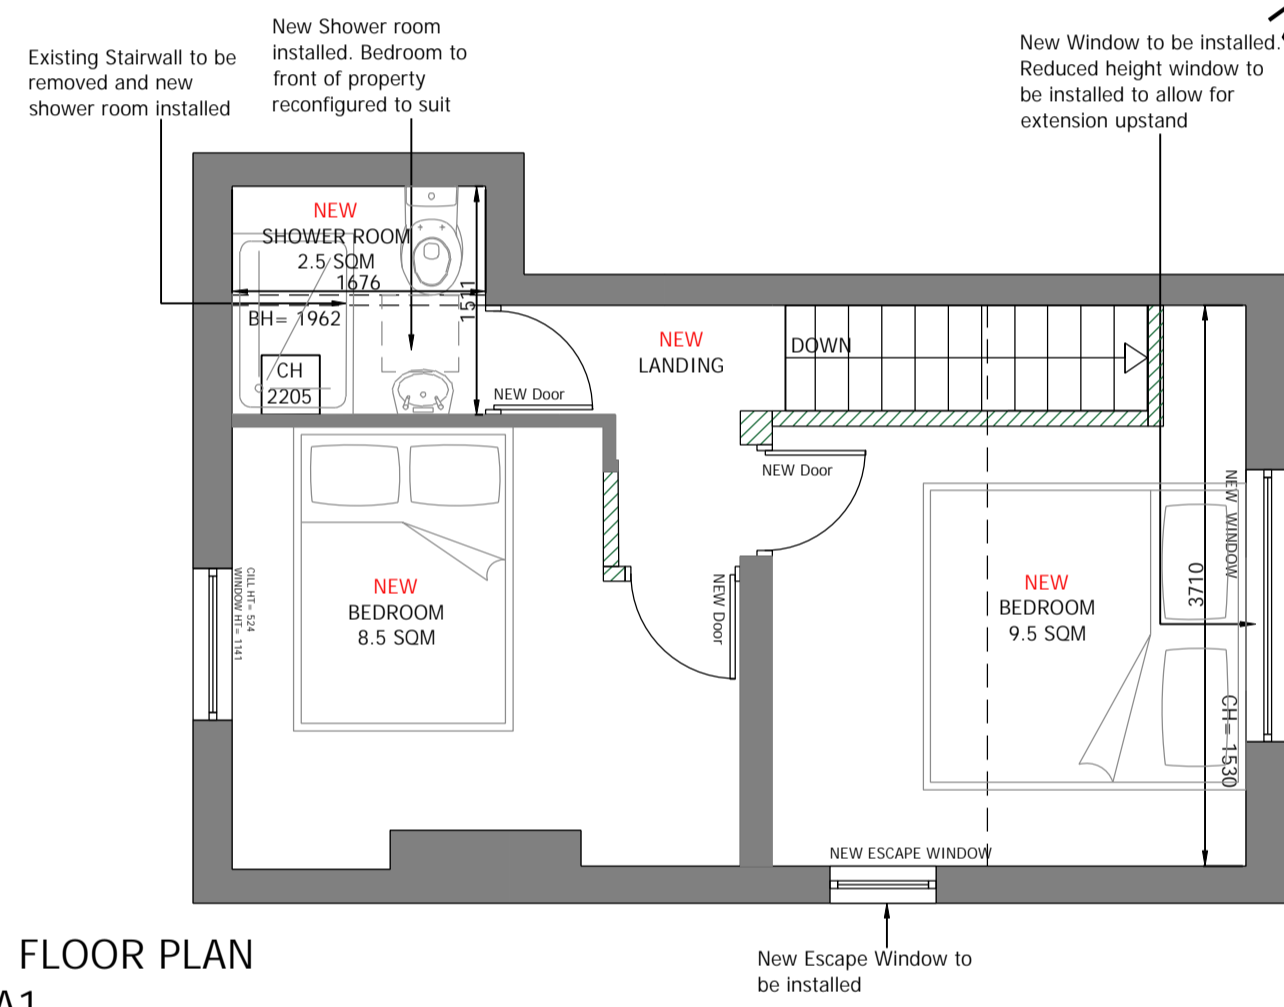 Existing Stairwall to be
removed and new
shower room installed
New Shower room
installed. Bedroom to
front of property
reconfigured to suit
New Window to be installed.
Reduced height window to
be installed to allow for
extension upstand
NEW
SHOWER ROOM
2.5 SQM
1676
1511
BH= 1962
CH
2205
NEW Door
NEW
LANDING
DOWN
NEW Door
NEW WINDOW
NEW
BEDROOM
8.5 SQM
CILL HT= 524
WINDOW HT= 1141
NEW Door
NEW
BEDROOM
9.5 SQM
3710
CH= 1530
NEW ESCAPE WINDOW
New Escape Window to
be installed
FLOOR PLAN
A1